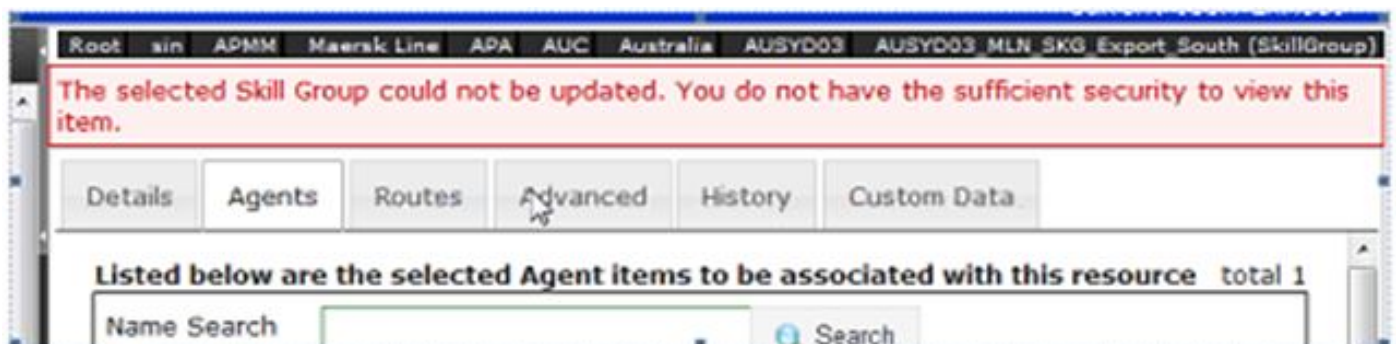 Root sin APMM Maersk Line APA AUC Australia AUSYD03 AUSYD03_MLN_SKG_Export_South (SkillGroup)
The selected Skill Group could not be updated. You do not have the sufficient security to view this
item.
Details Agents Routes Advanced History Custom Data
Listed below are the selected Agent items to be associated with this resource total 1
Name Search Search